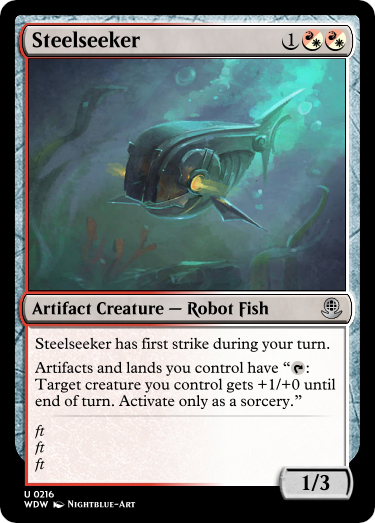 Steelseeker 1
Artifact Creature — Robot Fish
Steelseeker has first strike during your turn.
Artifacts and lands you control have “:
Target creature you control gets +1/+0 until
end of turn. Activate only as a sorcery.”
ft
ft
ft
1/3
U 0216
WDW Nightblue-Art